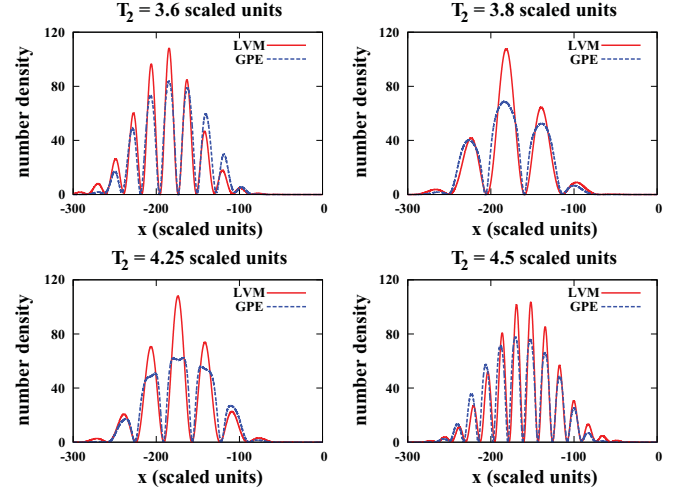 T2 = 3.6 scaled units
number density
120
80
40
0
LVM
GPE
-300 -200 -100 0
x (scaled units)
T2 = 3.8 scaled units
number density
120
80
40
0
LVM
GPE
-300 -200 -100 0
x (scaled units)
T2 = 4.25 scaled units
number density
120
80
40
0
LVM
GPE
-300 -200 -100 0
x (scaled units)
T2 = 4.5 scaled units
number density
120
80
40
0
LVM
GPE
-300 -200 -100 0
x (scaled units)